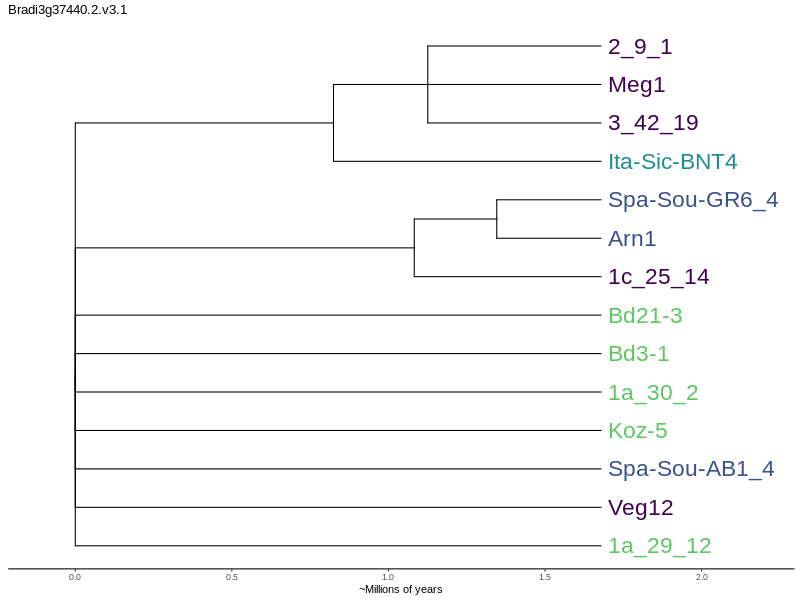 Bradi3g37440.2.v3.1
2_9_1
Meg1
3_42_19
Ita-Sic-BNT4
Spa-Sou-GR6_4
Arn1
1c_25_14
Bd21-3
Bd3-1
1a_30_2
Koz-5
Spa-Sou-AB1_4
Veg12
1a_29_12
0.0 0.5 1.0 1.5 2.0
~Millions of years